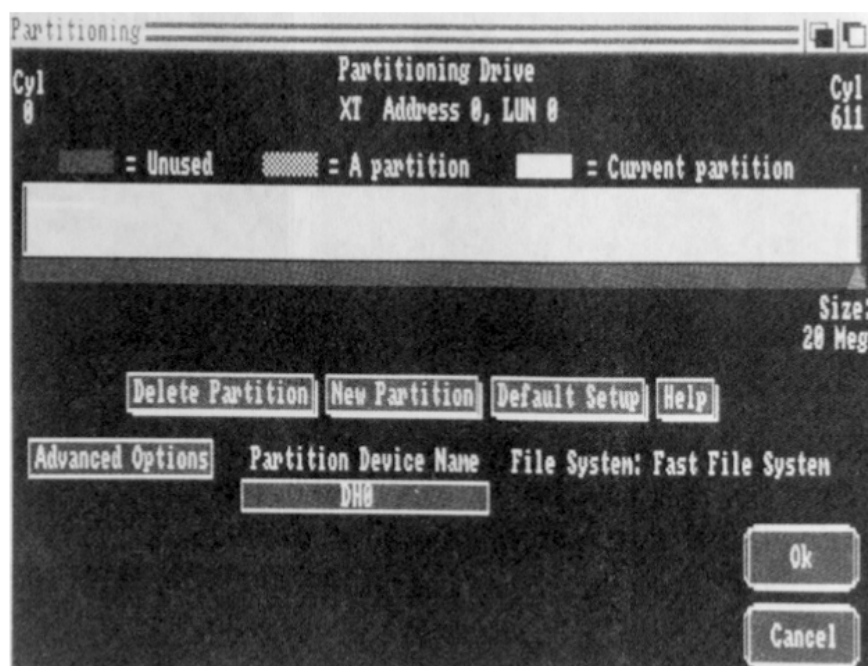 Partitioning
Partitioning Drive
Cyl
0
XT Address 0, LUN 0
Cyl
611
= Unused
= A partition
= Current partition
Size:
20 Meg
Delete Partition
New Partition
Default Setup
Help
Advanced Options
Partition Device Name
File System: Fast File System
DH0
Ok
Cancel